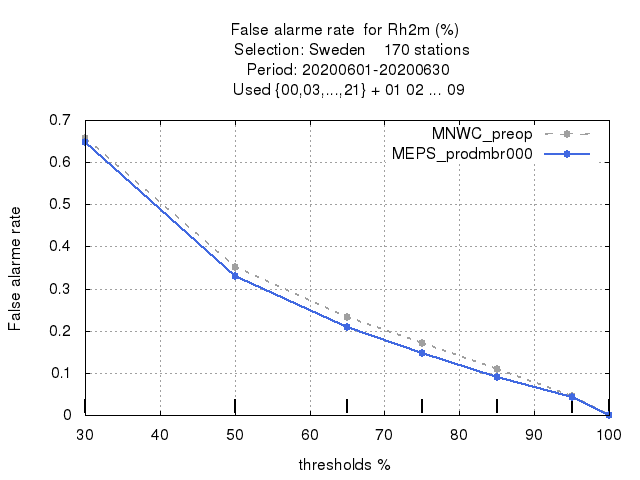 False alarme rate  for Rh2m (%)
Selection: Sweden    170 stations
Period: 20200601-20200630
Used {00,03,...,21} + 01 02 ... 09
MNWC_preop
MEPS_prodmbr000
False alarme rate
0.7
0.6
0.5
0.4
0.3
0.2
0.1
0
30 40 50 60 70 80 90 100
thresholds %